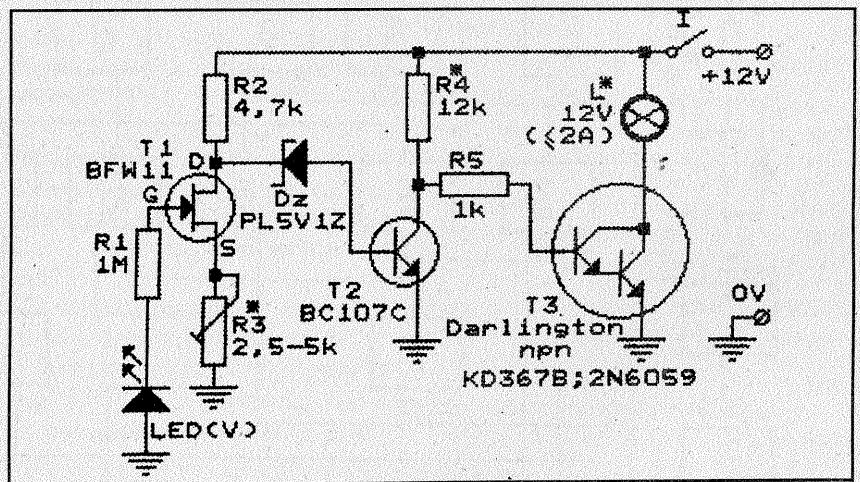 I
+12V
R2
4,7k
R4*
12k
L*
12V
(≤2A)
T1
BFW11
D
G
S
Dz
PL5V1Z
R5
1k
R1
1M
R3*
2,5-5k
T2
BC107C
T3
Darlington
npn
KD367B;2N6059
0V
LED(V.)